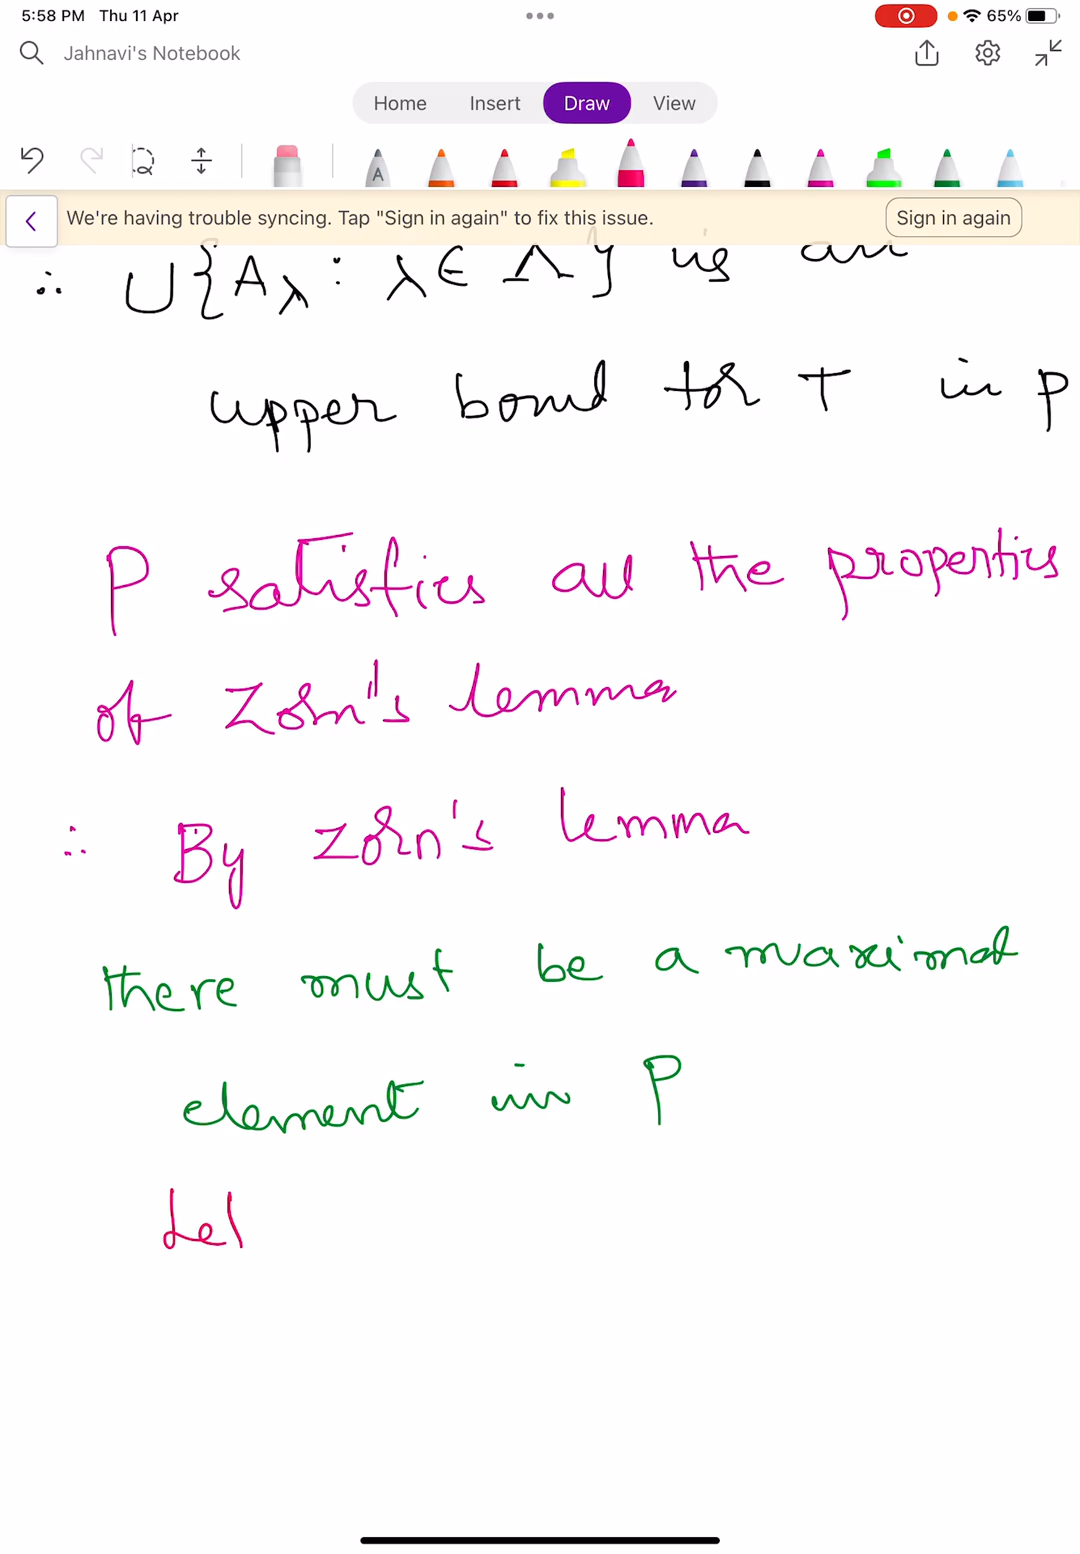 5:58 PM Thu 11 Apr
65%
Jahnavi's Notebook
Home Insert Draw View
A
We're having trouble syncing. Tap "Sign in again" to fix this issue. Sign in again
∴ ∪{Aλ : λ ∈ Λ} is an
upper bound for T in P
P satisfies all the properties
of Zorn's lemma
∴ By Zorn's lemma
there must be a maximal
element in P
Let